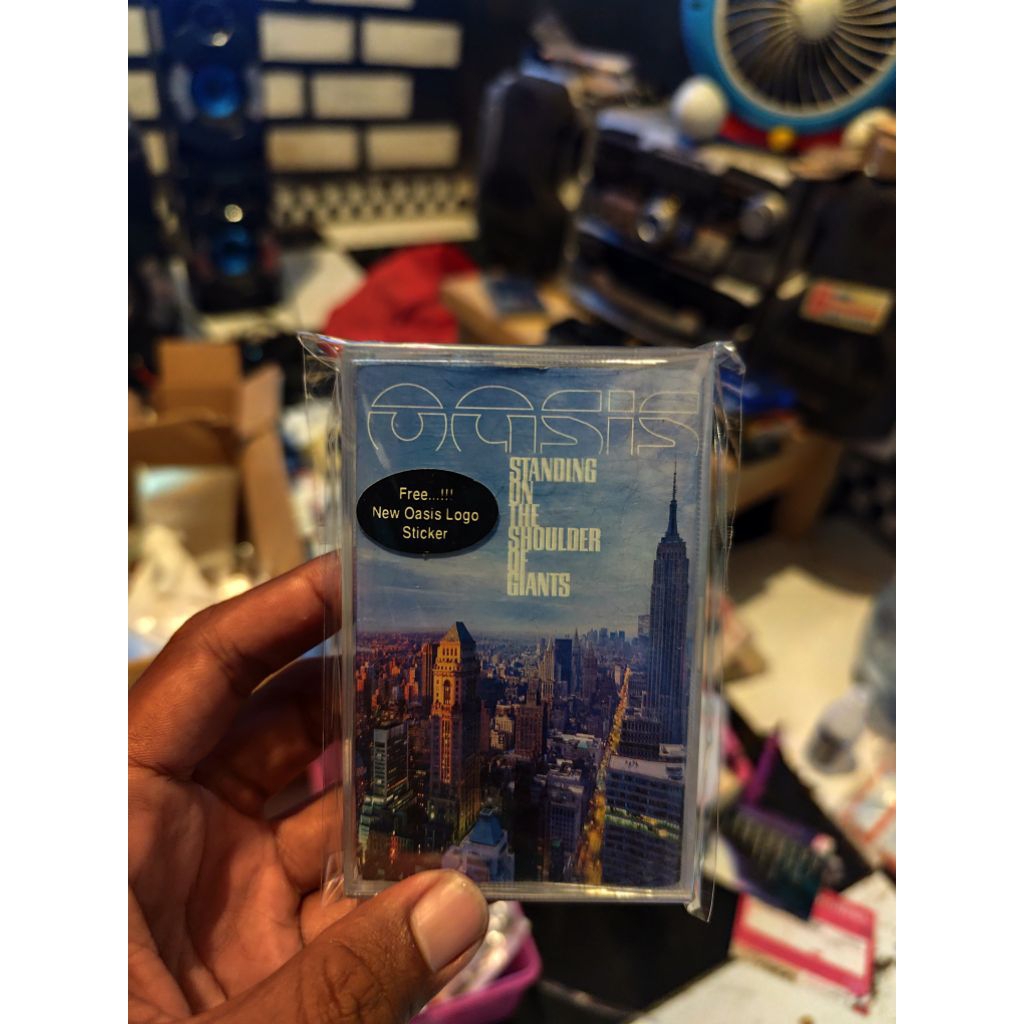 oasis
STANDING
ON
THE
SHOULDER
OF
GIANTS
Free...!!!
New Oasis Logo
Sticker